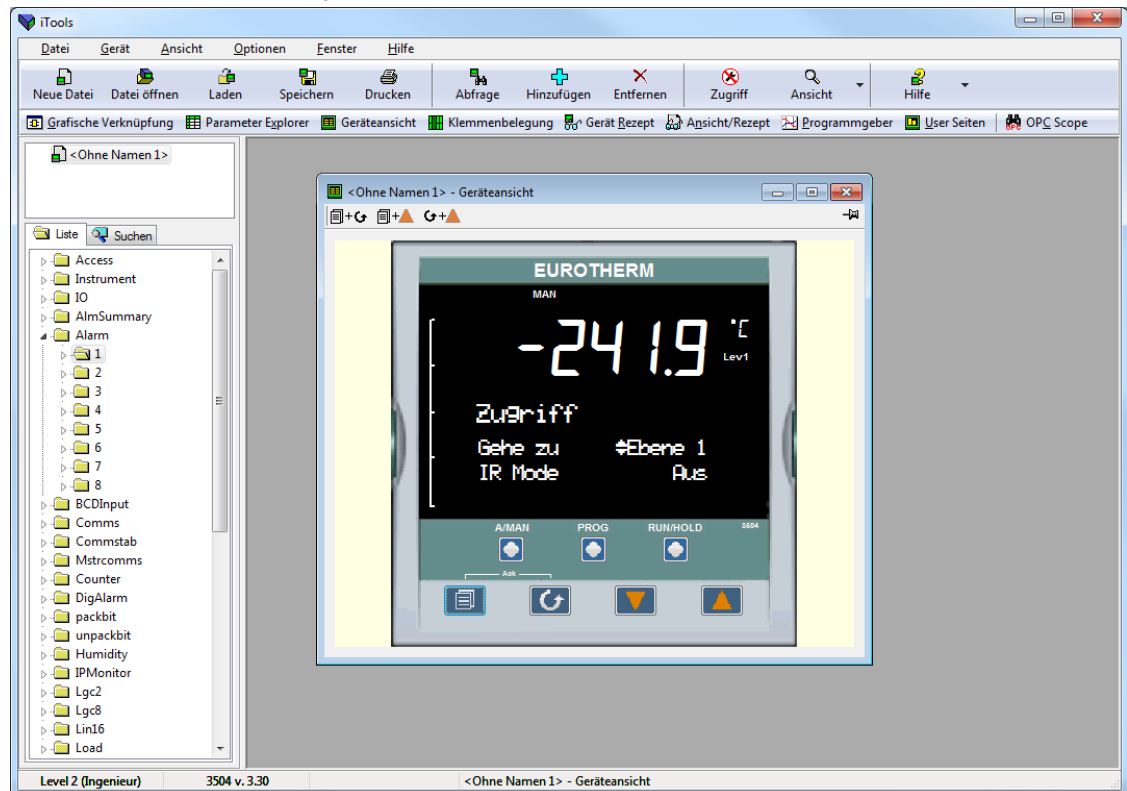 iTools
Datei Gerät Ansicht Optionen Fenster Hilfe
Neue Datei Datei öffnen Laden Speichern Drucken Abfrage Hinzufügen Entfernen Zugriff Ansicht Hilfe
Grafische Verknüpfung Parameter Explorer Geräteansicht Klemmenbelegung Gerät Rezept Ansicht/Rezept Programmgeber User Seiten OPC Scope
<Ohne Namen 1>
Liste Suchen
Access
Instrument
IO
AlmSummary
Alarm
1
2
3
4
5
6
7
8
BCDInput
Comms
Commstab
Mstrcomms
Counter
DigAlarm
packbit
unpackbit
Humidity
IPMonitor
Lgc2
Lgc8
Lin16
Load
<Ohne Namen 1> - Geräteansicht
EUROTHERM
MAN
-241.9 °C
Lev1
Zugriff
Gehe zu Ebene 1
IR Mode Aus
A/MAN PROG RUN/HOLD 3504
Ack
Level 2 (Ingenieur) 3504 v. 3.30 <Ohne Namen 1> - Geräteansicht